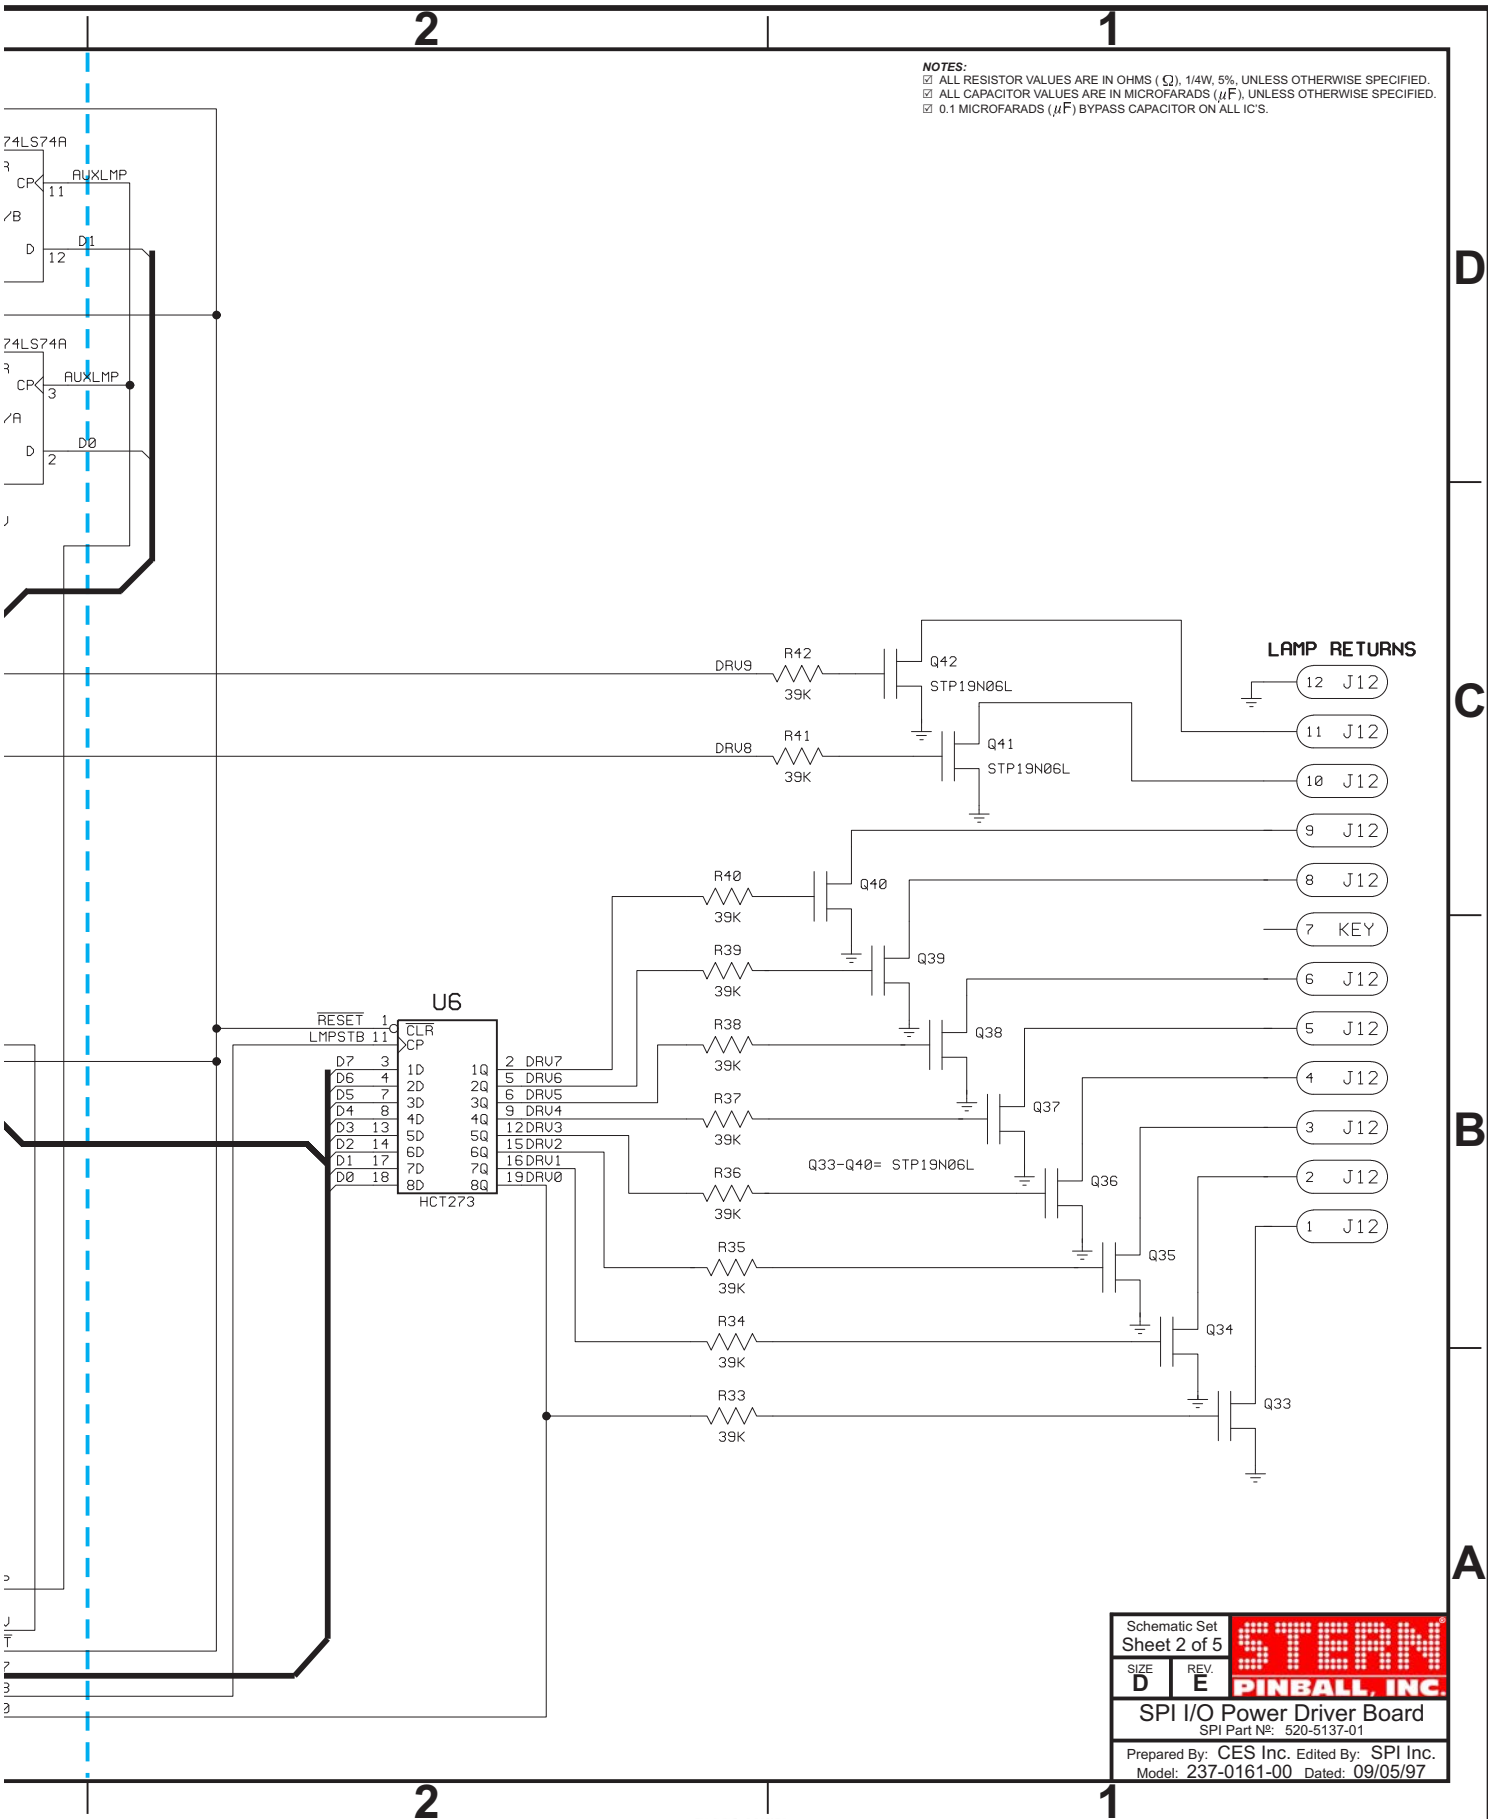 2
1
NOTES:
☑ ALL RESISTOR VALUES ARE IN OHMS ( Ω), 1/4W, 5%, UNLESS OTHERWISE SPECIFIED.
☑ ALL CAPACITOR VALUES ARE IN MICROFARADS (μF), UNLESS OTHERWISE SPECIFIED.
☑ 0.1 MICROFARADS (μF) BYPASS CAPACITOR ON ALL IC'S.
74LS74A
CP
11
AUXLMP
/B
D
12
D1
D
74LS74A
CP
3
AUXLMP
/A
D
2
D0
LAMP RETURNS
DRV9
R42
39K
Q42
STP19N06L
12 J12
C
11 J12
DRV8
R41
39K
Q41
STP19N06L
10 J12
9 J12
R40
39K
Q40
8 J12
7 KEY
R39
39K
Q39
6 J12
U6
RESET 1
CLR
LMPSTB 11
CP
R38
39K
Q38
5 J12
D7 3 1D 1Q 2 DRV7
D6 4 2D 2Q 5 DRV6
D5 7 3D 3Q 6 DRV5
D4 8 4D 4Q 9 DRV4
D3 13 5D 5Q 12 DRV3
D2 14 6D 6Q 15 DRV2
D1 17 7D 7Q 16 DRV1
D0 18 8D 8Q 19 DRV0
HCT273
4 J12
R37
39K
Q37
3 J12
B
Q33-Q40= STP19N06L
R36
39K
Q36
2 J12
1 J12
R35
39K
Q35
R34
39K
Q34
R33
39K
Q33
A
Schematic Set
Sheet 2 of 5
SIZE
D
REV.
E
STERN®
PINBALL, INC.
SPI I/O Power Driver Board
SPI Part Nº: 520-5137-01
Prepared By: CES Inc. Edited By: SPI Inc.
Model: 237-0161-00 Dated: 09/05/97
2
1